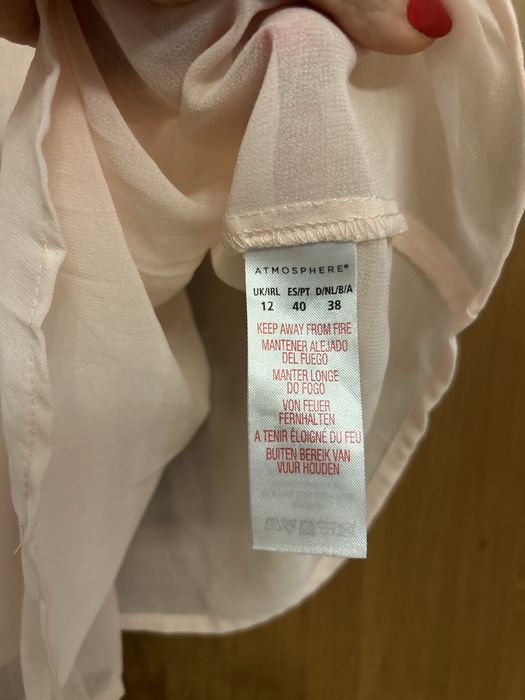 ATMOSPHERE®
UK/IRL ES/PT D/NL/B/A
12 40 38
KEEP AWAY FROM FIRE
MANTENER ALEJADO
DEL FUEGO
MANTER LONGE
DO FOGO
VON FEUER
FERNHALTEN
A TENIR ÉLOIGNÉ DU FEU
BUITEN BEREIK VAN
VUUR HOUDEN